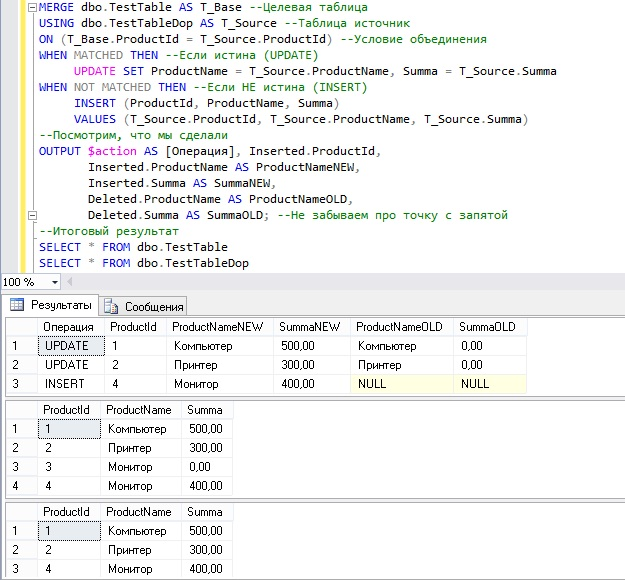 MERGE dbo.TestTable AS T_Base --Целевая таблица
USING dbo.TestTableDop AS T_Source --Таблица источник
ON (T_Base.ProductId = T_Source.ProductId) --Условие объединения
WHEN MATCHED THEN --Если истина (UPDATE)
UPDATE SET ProductName = T_Source.ProductName, Summa = T_Source.Summa
WHEN NOT MATCHED THEN --Если НЕ истина (INSERT)
INSERT (ProductId, ProductName, Summa)
VALUES (T_Source.ProductId, T_Source.ProductName, T_Source.Summa)
--Посмотрим, что мы сделали
OUTPUT $action AS [Операция], Inserted.ProductId,
Inserted.ProductName AS ProductNameNEW,
Inserted.Summa AS SummaNEW,
Deleted.ProductName AS ProductNameOLD,
Deleted.Summa AS SummaOLD; --Не забываем про точку с запятой
--Итоговый результат
SELECT * FROM dbo.TestTable
SELECT * FROM dbo.TestTableDop
100 %
Результаты Сообщения
Операция ProductId ProductNameNEW SummaNEW ProductNameOLD SummaOLD
1 UPDATE 1 Компьютер 500,00 Компьютер 0,00
2 UPDATE 2 Принтер 300,00 Принтер 0,00
3 INSERT 4 Монитор 400,00 NULL NULL
ProductId ProductName Summa
1 1 Компьютер 500,00
2 2 Принтер 300,00
3 3 Монитор 0,00
4 4 Монитор 400,00
ProductId ProductName Summa
1 1 Компьютер 500,00
2 2 Принтер 300,00
3 4 Монитор 400,00